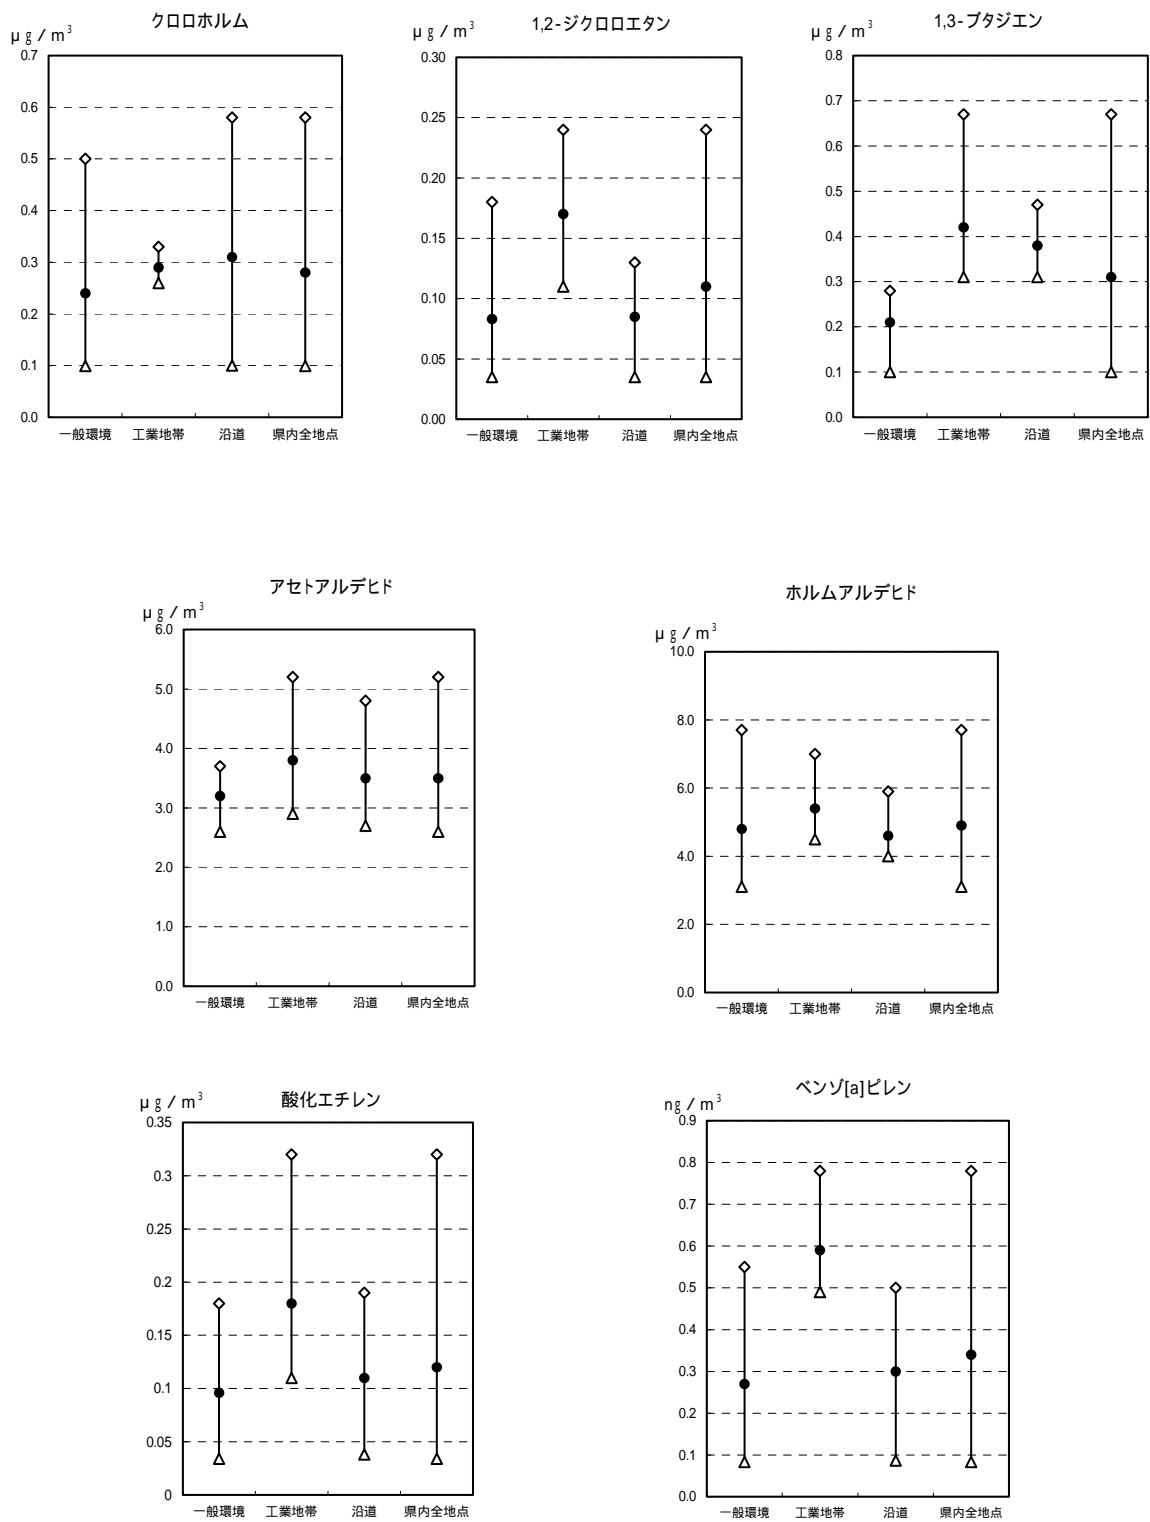 クロロホルム
μg/m3
0.7
0.6
0.5
0.4
0.3
0.2
0.1
0.0
一般環境 工業地帯 沿道 県内全地点
1,2-ジクロロエタン
μg/m3
0.30
0.25
0.20
0.15
0.10
0.05
0.00
一般環境 工業地帯 沿道 県内全地点
1,3-ブタジエン
μg/m3
0.8
0.7
0.6
0.5
0.4
0.3
0.2
0.1
0.0
一般環境 工業地帯 沿道 県内全地点
アセトアルデヒド
μg/m3
6.0
5.0
4.0
3.0
2.0
1.0
0.0
一般環境 工業地帯 沿道 県内全地点
ホルムアルデヒド
μg/m3
10.0
8.0
6.0
4.0
2.0
0.0
一般環境 工業地帯 沿道 県内全地点
酸化エチレン
μg/m3
0.35
0.3
0.25
0.2
0.15
0.1
0.05
0
一般環境 工業地帯 沿道 県内全地点
ベンゾ[a]ピレン
ng/m3
0.9
0.8
0.7
0.6
0.5
0.4
0.3
0.2
0.1
0.0
一般環境 工業地帯 沿道 県内全地点